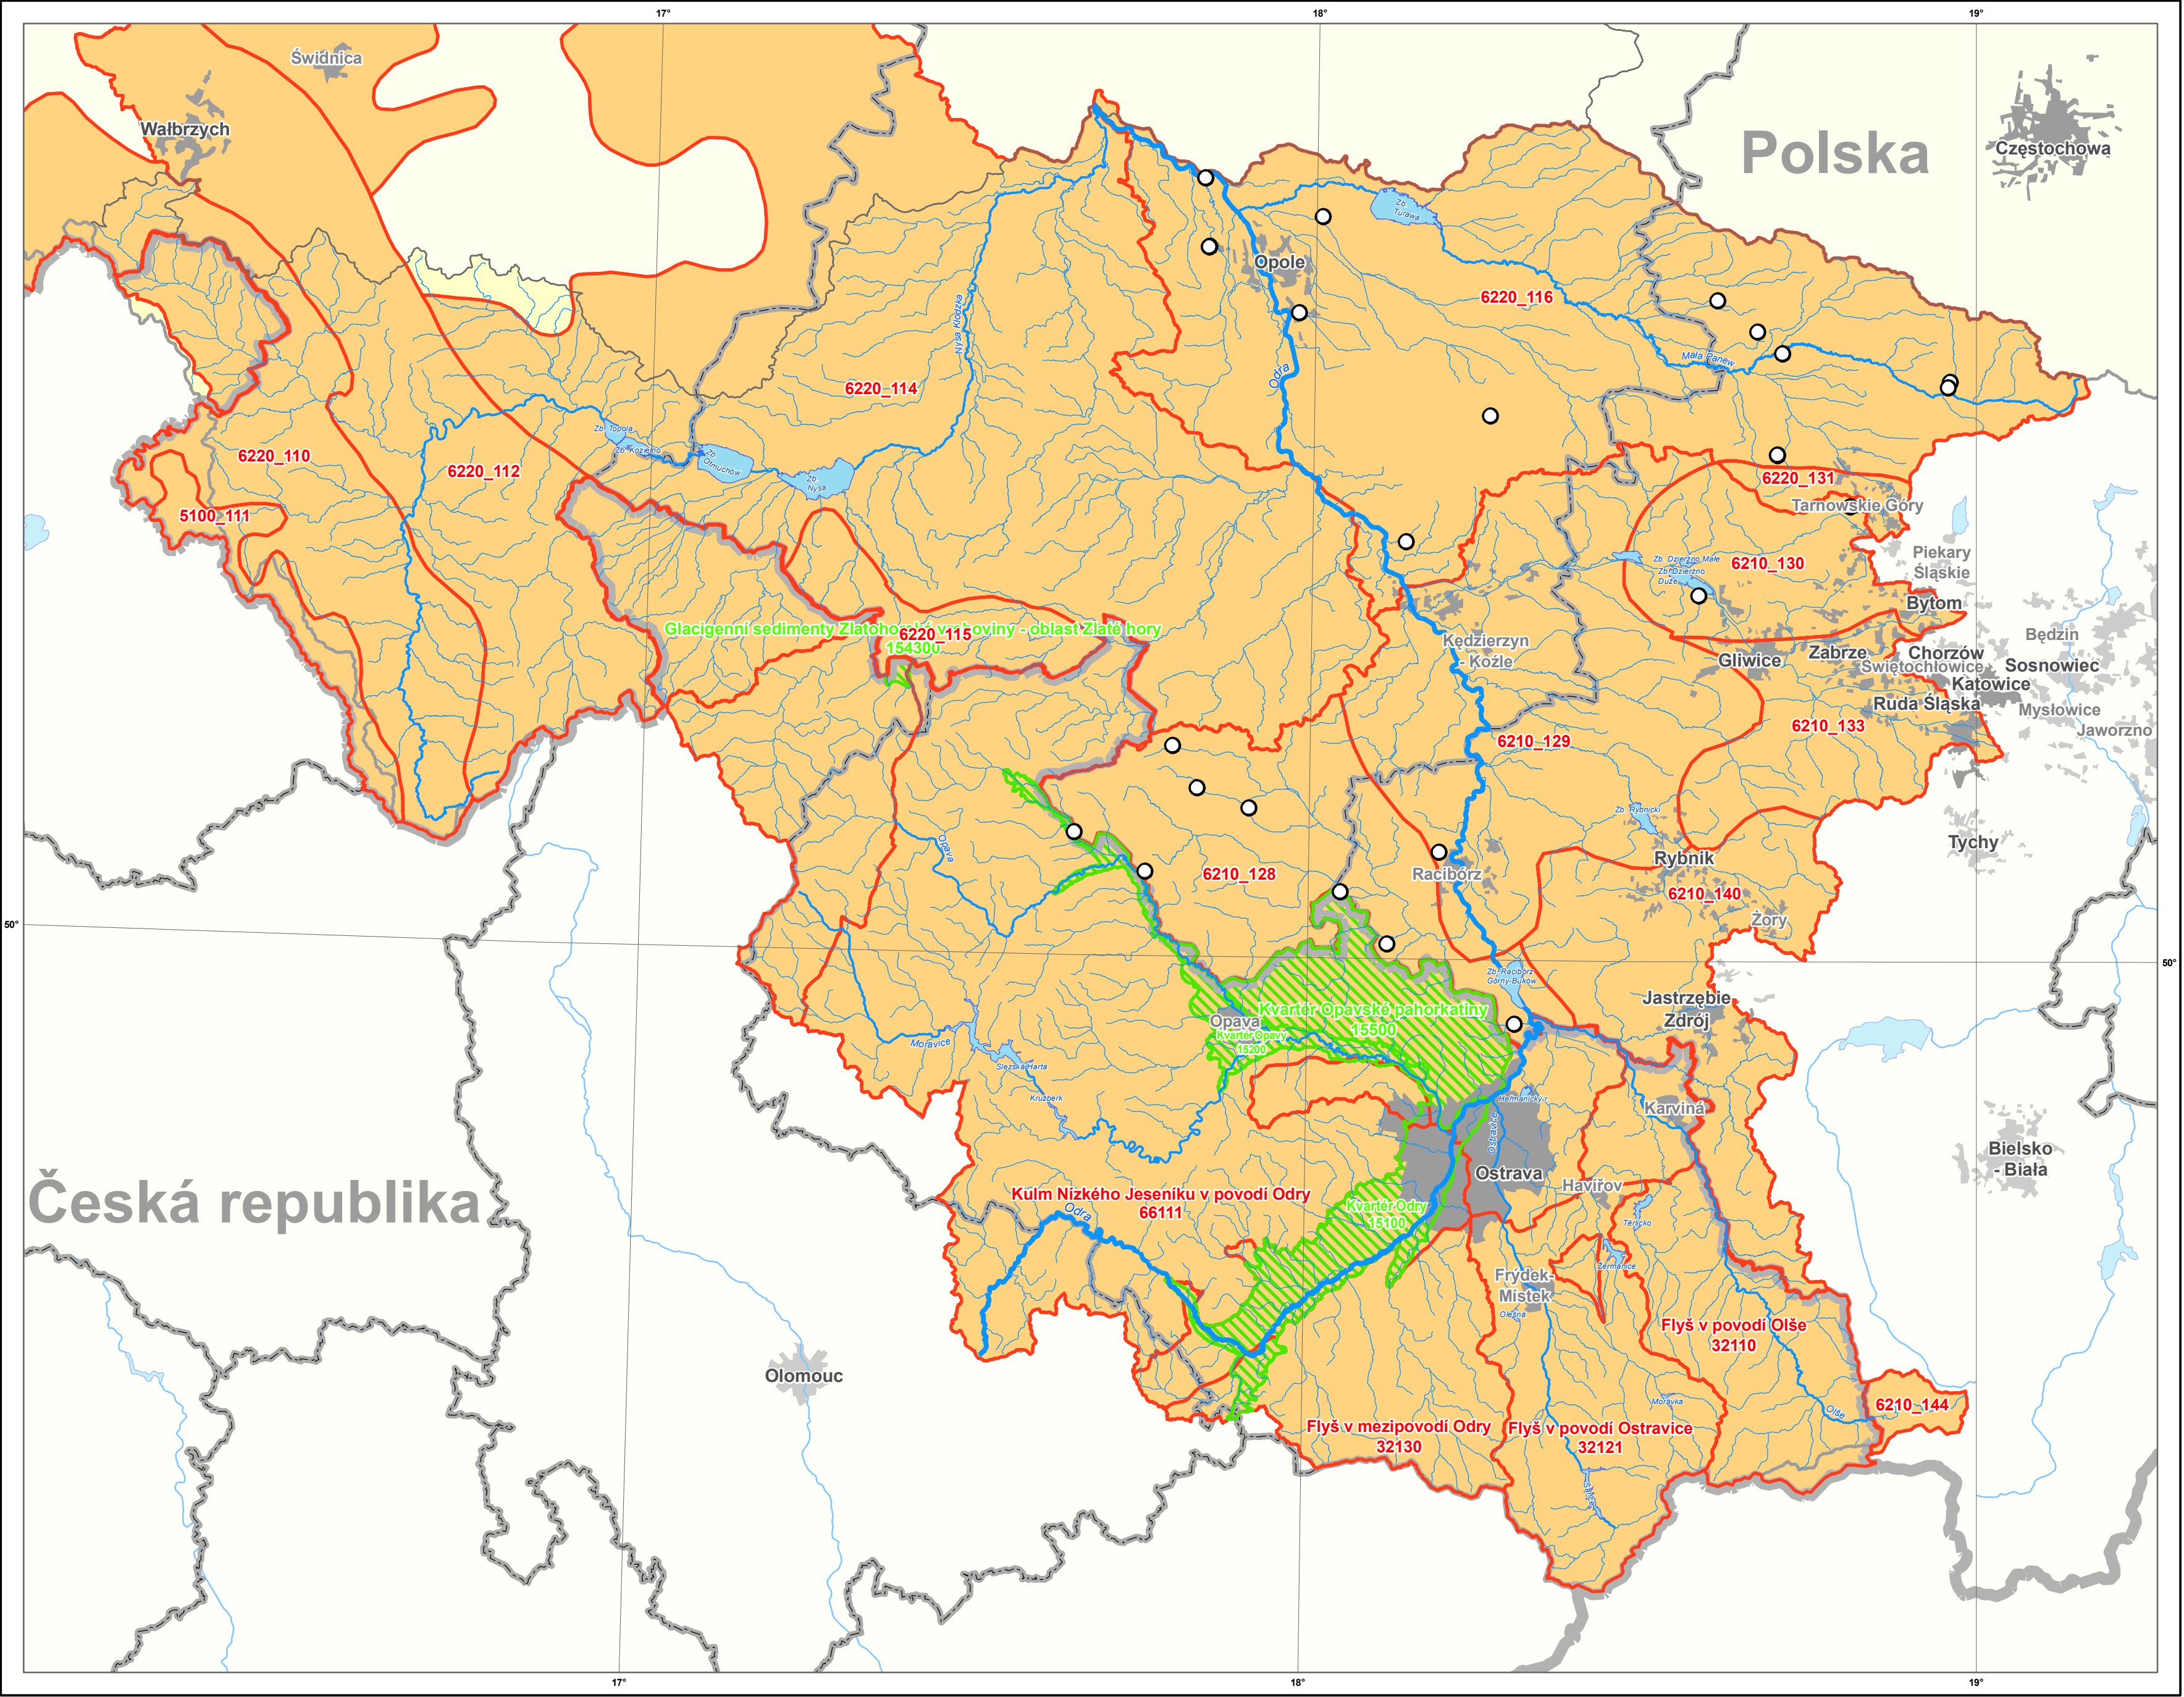 17°
18°
19°
Świdnica
Wałbrzych
Polska
Częstochowa
Zb.
Turawa
Opole
6220_116
Nysa Kłodzka
Mała Panew
Odra
6220_114
Zb. Topola
Zb. Kozielno
Zb.
Otmuchów
Zb.
Nysa
6220_110
6220_112
5100_111
6220_131
Tarnowskie Góry
Zb. Dzierżno Małe
Zb. Dzierżno
Duże
6210_130
Piekary
Śląskie
Bytom
Będzin
Glacigenní sedimenty Zlatohorské vrchoviny - oblast Zlaté hory
154300
6220_115
Kędzierzyn
- Koźle
Gliwice
Zabrze
Chorzów
Świętochłowice
Sosnowiec
Katowice
Ruda Śląska
Mysłowice
Jaworzno
6210_133
6210_129
Zb. Rybnicki
Opava
Rybnik
Tychy
6210_128
Racibórz
6210_140
Żory
50°
50°
Zb. Racibórz
Górny-Buków
Jastrzębie
Zdrój
Kvartér Opavské pahorkatiny
15500
Opava
Kvartér Opavy
15200
Moravice
Slezská Harta
Kružberk
Heřmanický r.
Ostravice
Karviná
Bielsko
- Biała
Ostrava
Havířov
Česká republika
Kulm Nízkého Jeseníku v povodí Odry
66111
Odra
Kvartér Odry
15100
Těrlicko
Žermanice
Frýdek-
Místek
Olešná
Flyš v povodí Olše
32110
Olomouc
Morávka
Olše
6210_144
Flyš v mezipovodí Odry
32130
Flyš v povodí Ostravice
32121
Šance
17°
18°
19°